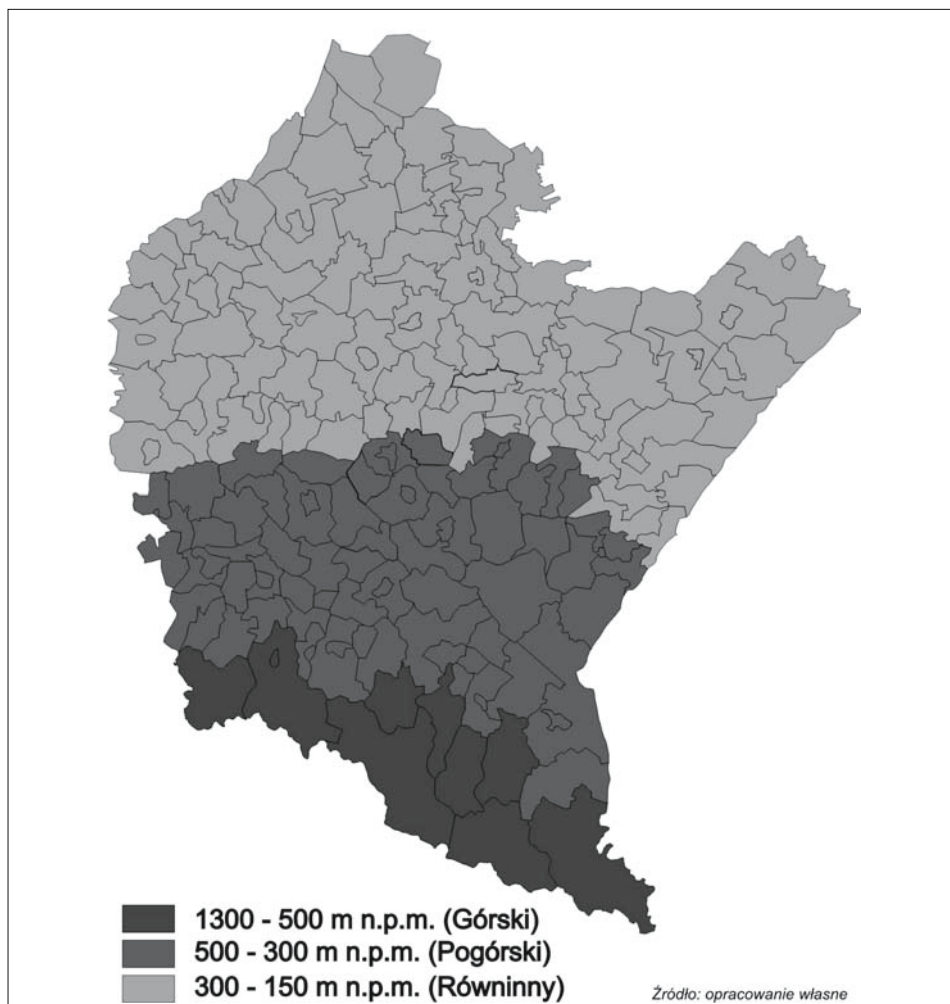 1300 - 500 m n.p.m. (Górski)
500 - 300 m n.p.m. (Pogórski)
300 - 150 m n.p.m. (Równinny)
Źródło: opracowanie własne